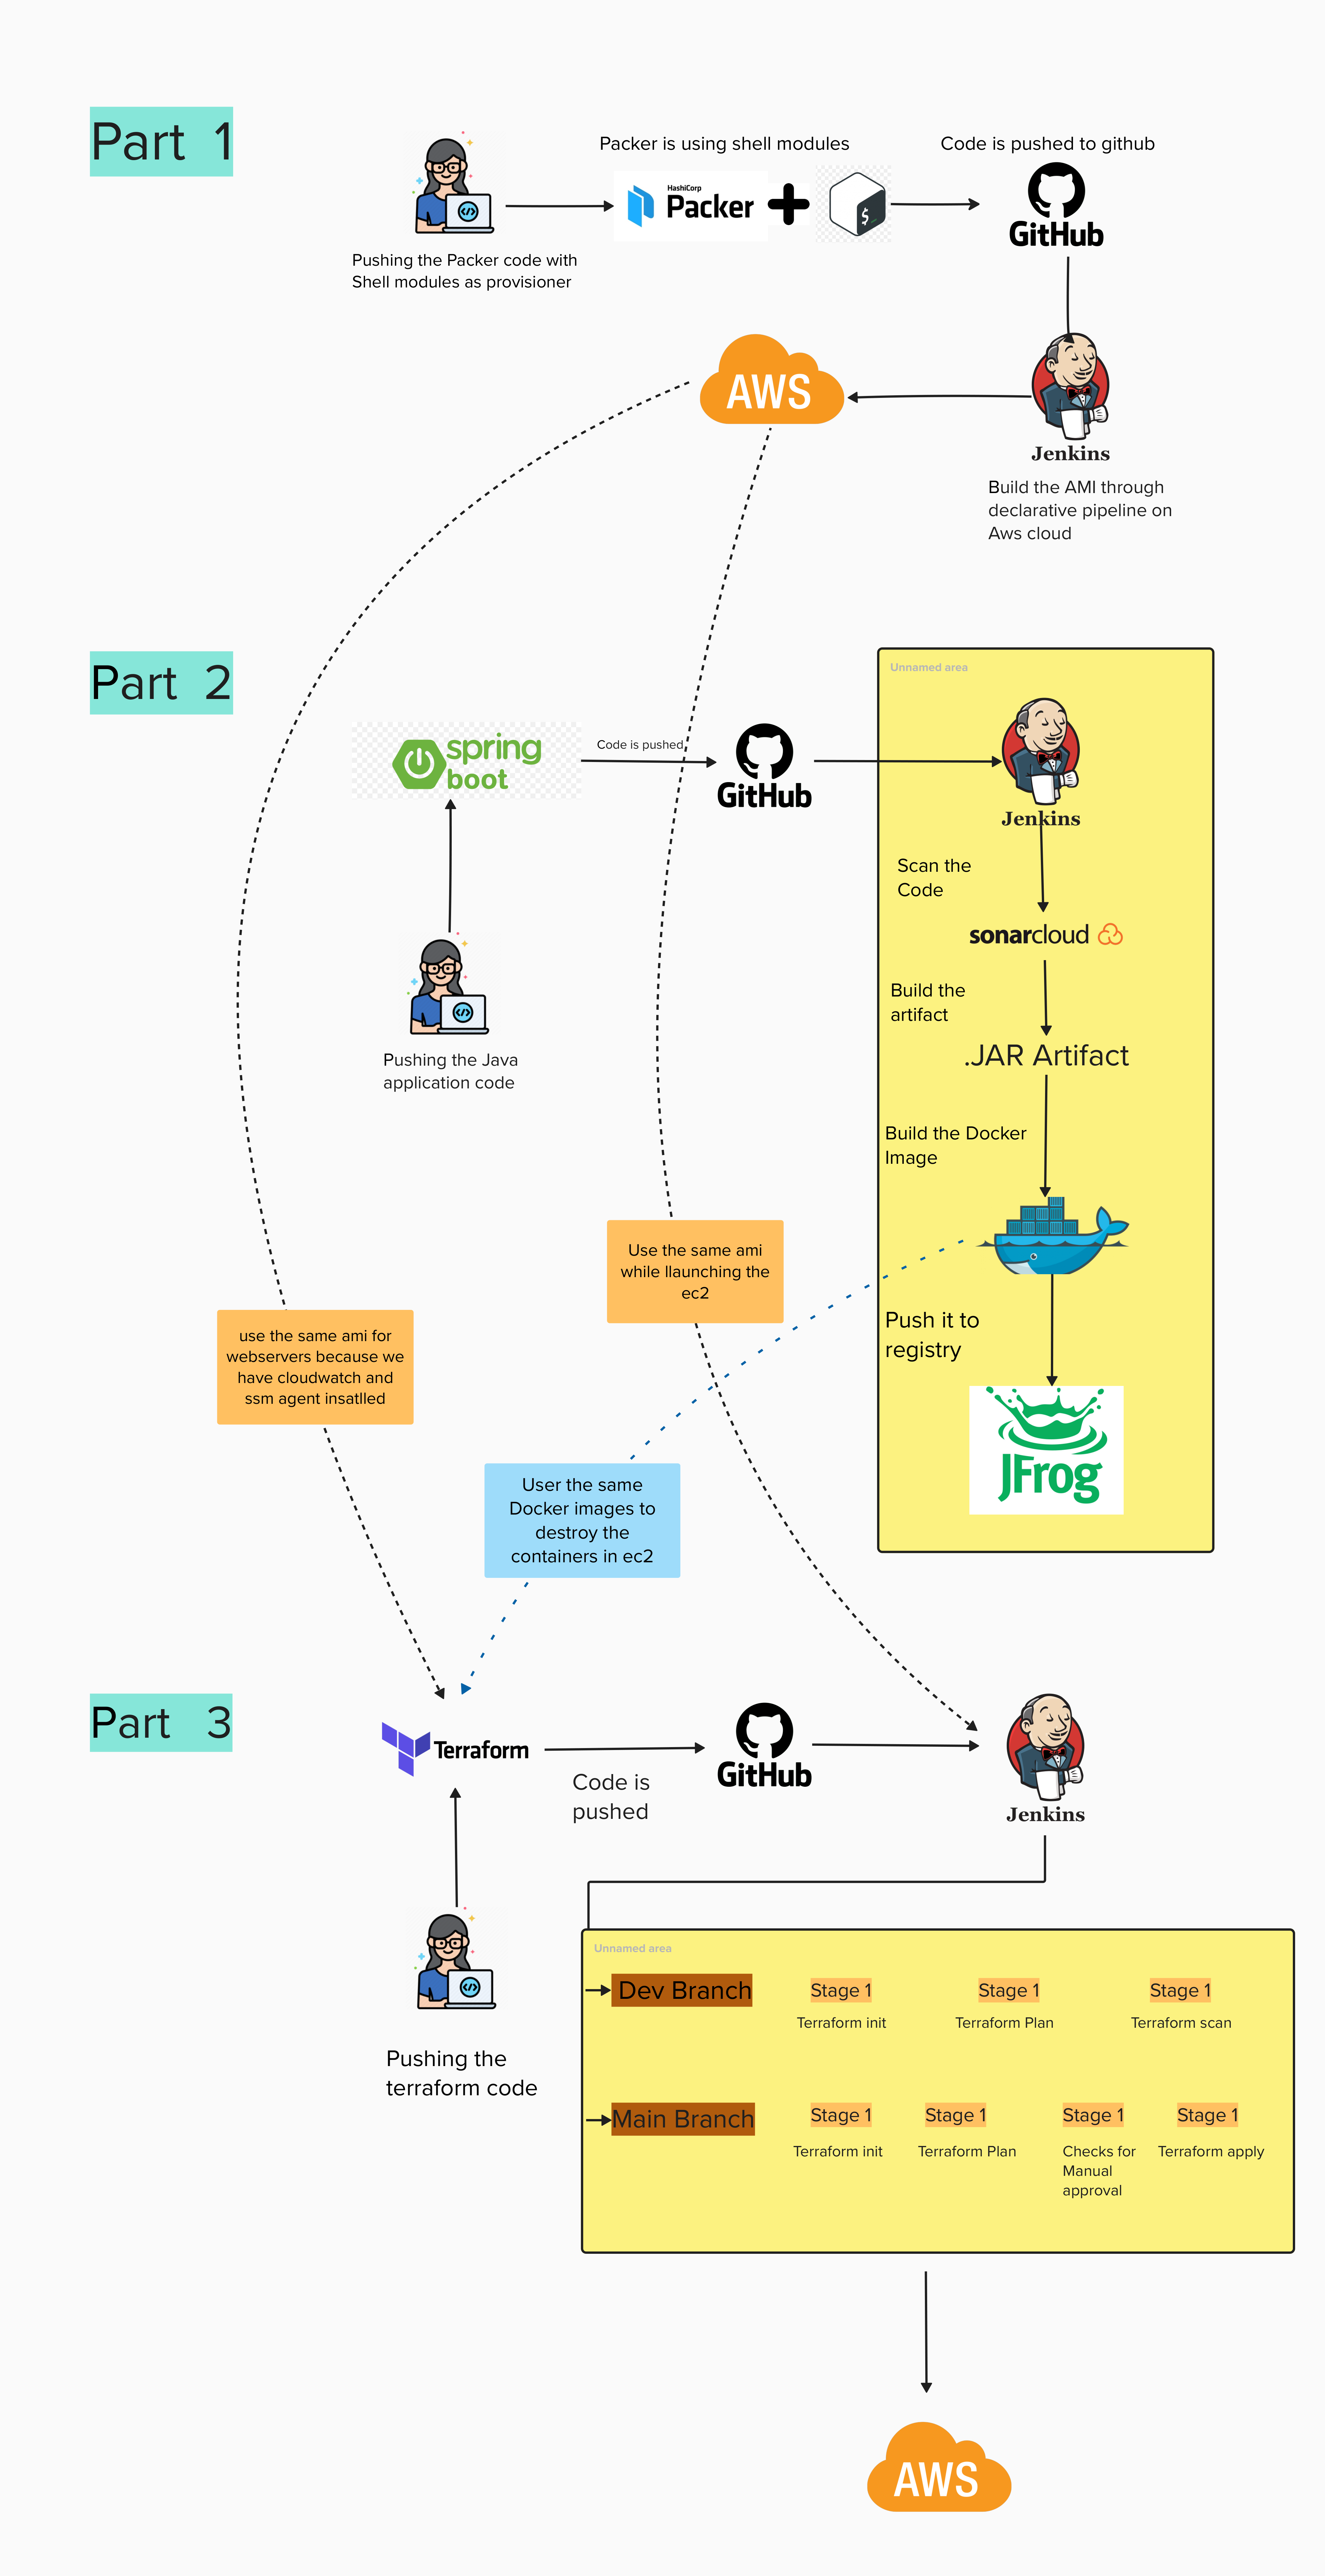 Part 1
Packer is using shell modules
Code is pushed to github
HashiCorp
Packer
$
GitHub
Pushing the Packer code with
Shell modules as provisioner
AWS
Jenkins
Build the AMI through
declarative pipeline on
Aws cloud
Part 2
Unnamed area
spring
boot
Code is pushed
GitHub
Jenkins
Scan the
Code
sonarcloud
Build the
artifact
.JAR Artifact
Pushing the Java
application code
Build the Docker
Image
Use the same ami
while llaunching the
ec2
use the same ami for
webservers because we
have cloudwatch and
ssm agent insatlled
Push it to
registry
JFrog
User the same
Docker images to
destroy the
containers in ec2
Part 3
Terraform
Code is
pushed
GitHub
Jenkins
Pushing the
terraform code
Unnamed area
Dev Branch
Stage 1
Stage 1
Stage 1
Terraform init
Terraform Plan
Terraform scan
Main Branch
Stage 1
Stage 1
Stage 1
Stage 1
Terraform init
Terraform Plan
Checks for
Manual
approval
Terraform apply
AWS